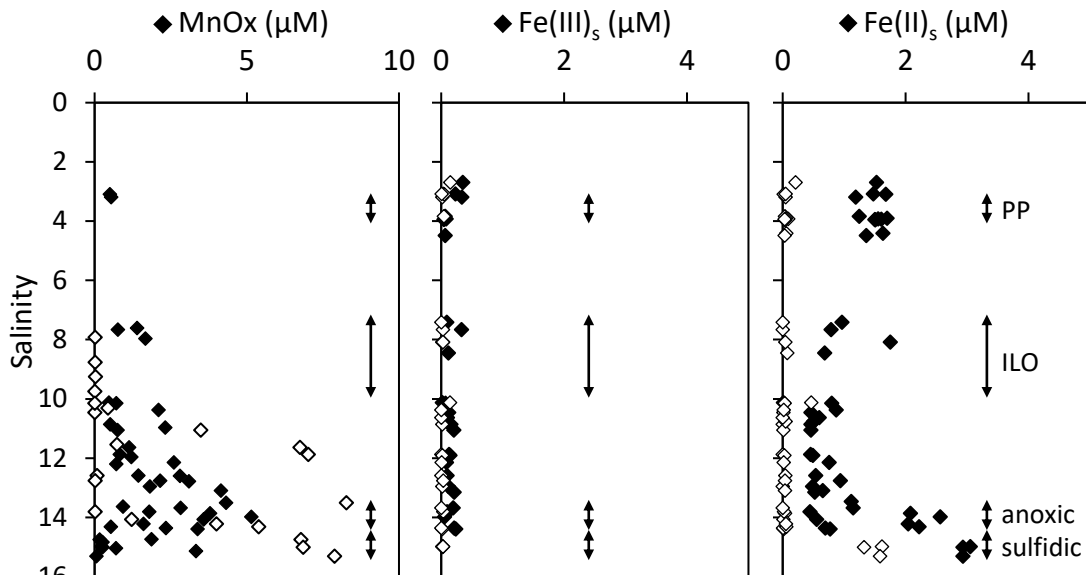 ◆ MnOx (μM) ◆ Fe(III)s (μM) ◆ Fe(II)s (μM)
0 5 10 0 2 4 0 2 4
0
2
4
6
8
10
12
14
16
Salinity
PP
ILO
anoxic
sulfidic